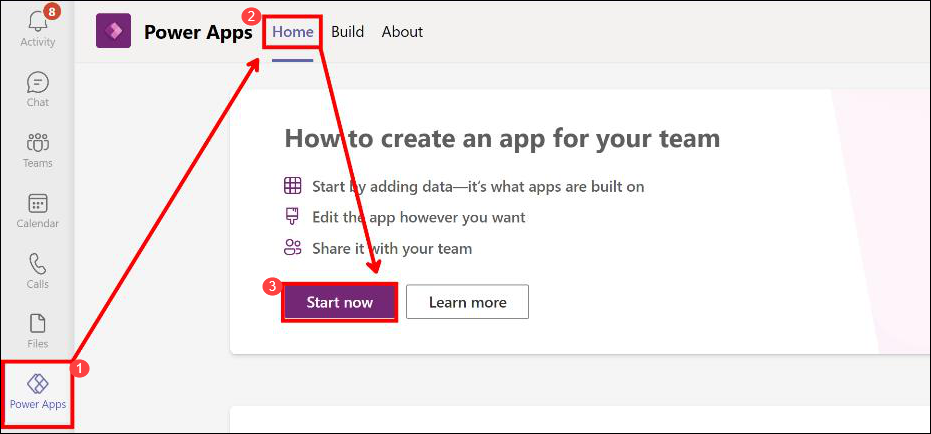 8
Activity
Chat
Teams
Calendar
Calls
Files
1
Power Apps
Power Apps
2
Home
Build
About
How to create an app for your team
Start by adding data—it's what apps are built on
Edit the app however you want
Share it with your team
3
Start now
Learn more